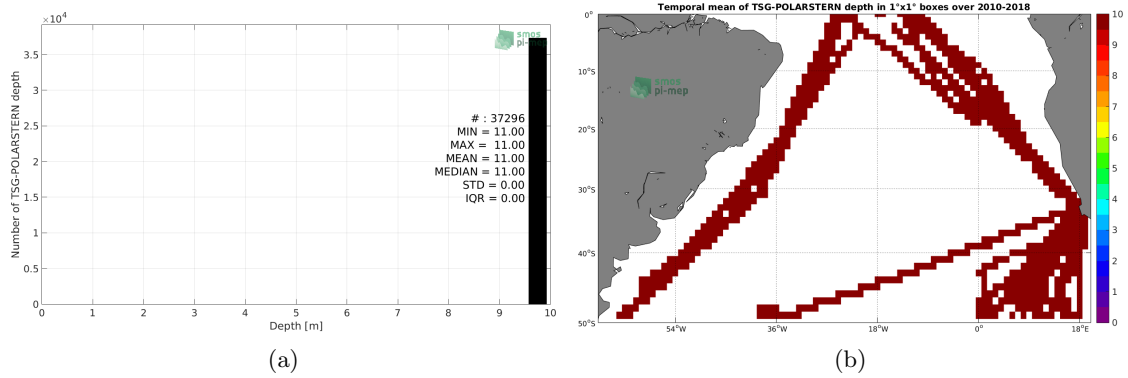 ×10⁴
3.5
3
2.5
2
1.5
1
0.5
0
Number of TSG-POLARSTERN depth
smos
pi-mep
# : 37296
MIN = 11.00
MAX = 11.00
MEAN = 11.00
MEDIAN = 11.00
STD = 0.00
IQR = 0.00
0 1 2 3 4 5 6 7 8 9 10
Depth [m]
(a)
Temporal mean of TSG-POLARSTERN depth in 1°x1° boxes over 2010-2018
0°
10°S
20°S
30°S
40°S
50°S
smos
pi-mep
54°W 36°W 18°W 0° 18°E
10
9
8
7
6
5
4
3
2
1
0
(b)